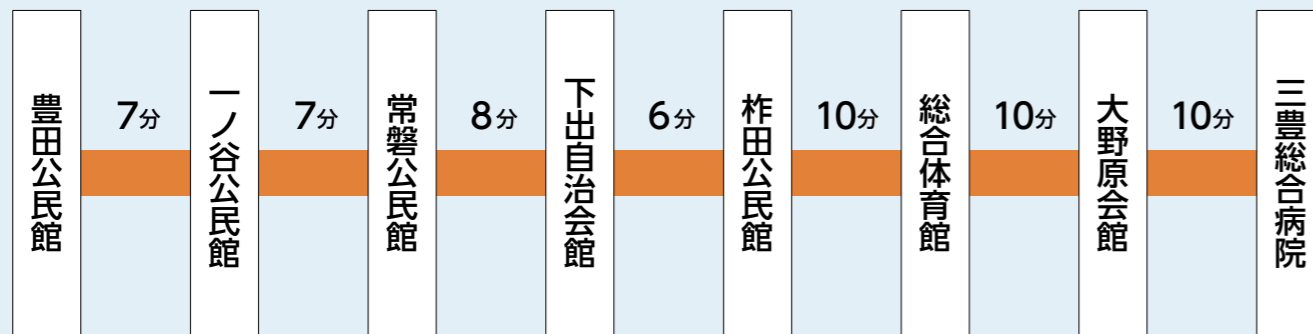 豊田公民館
7分
一ノ谷公民館
7分
常磐公民館
8分
下出自治会館
6分
柞田公民館
10分
総合体育館
10分
大野原会館
10分
三豊総合病院